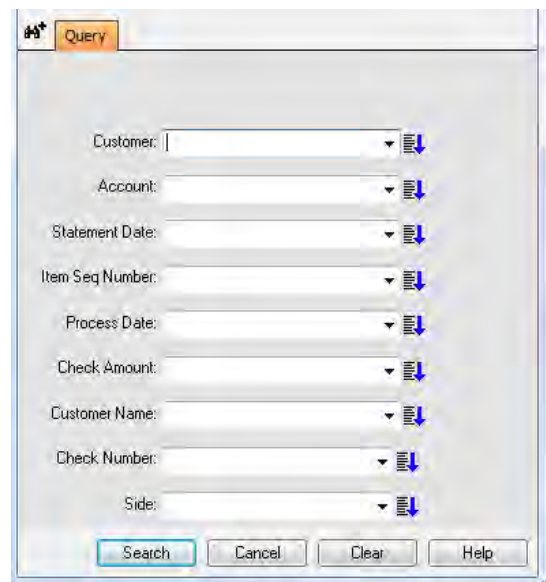 Query
Customer:
Account:
Statement Date:
Item Seq Number:
Process Date:
Check Amount:
Customer Name:
Check Number:
Side:
Search Cancel Clear Help